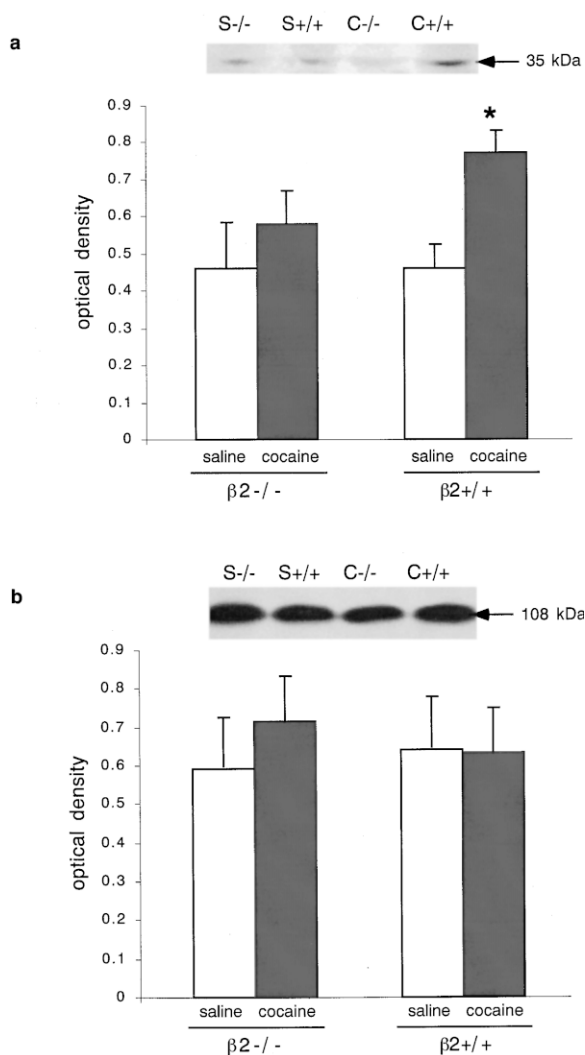 a
S-/- S+/+ C-/- C+/+
35 kDa
*
0.9
0.8
0.7
0.6
0.5
0.4
0.3
0.2
0.1
0
optical density
saline cocaine saline cocaine
β2-/- β2+/+
b
S-/- S+/+ C-/- C+/+
108 kDa
0.9
0.8
0.7
0.6
0.5
0.4
0.3
0.2
0.1
0
optical density
saline cocaine saline cocaine
β2-/- β2+/+